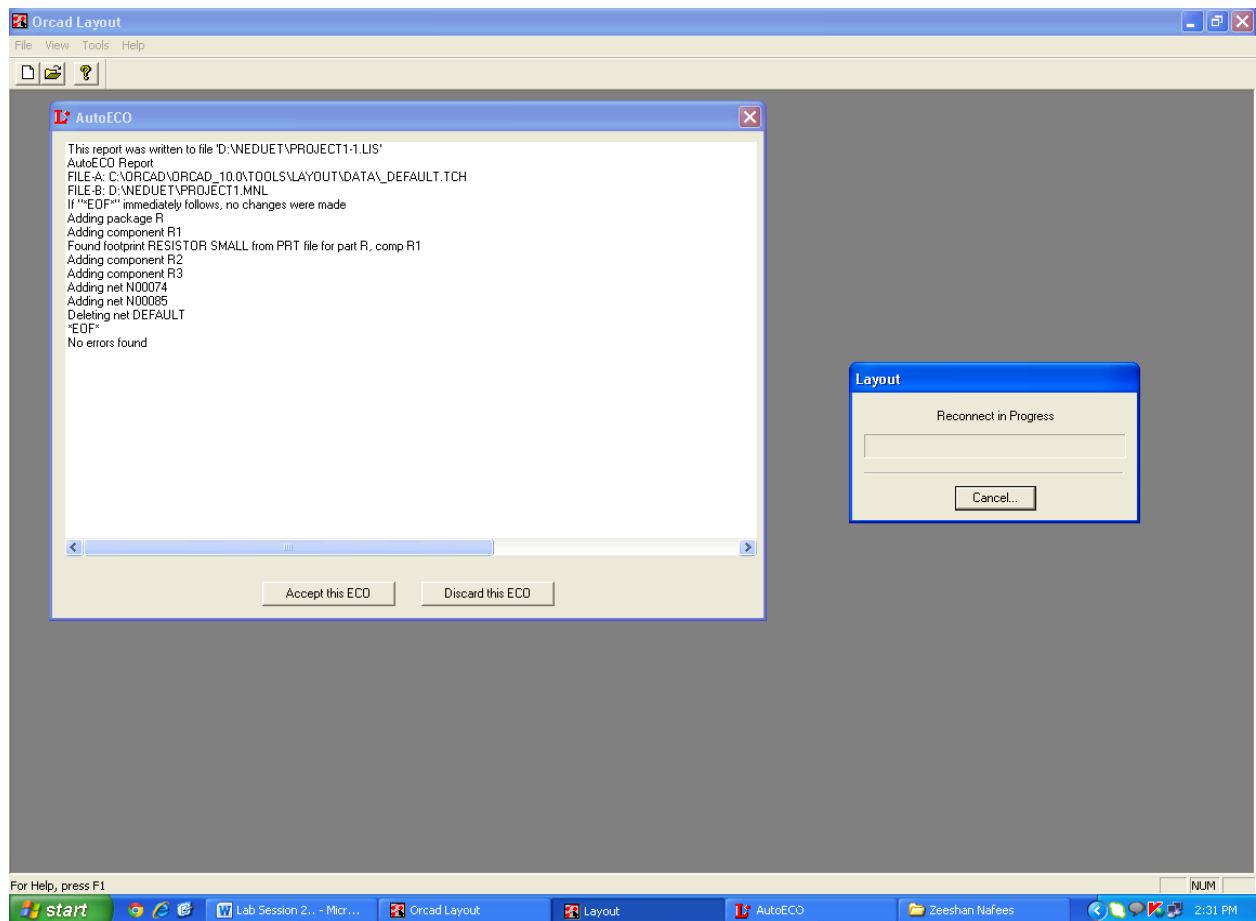 Orcad Layout
File View Tools Help
AutoECO
This report was written to file 'D:\NEDUET\PROJECT1-1.LIS'
AutoECO Report
FILE-A: C:\ORCAD\ORCAD_10.0\TOOLS\LAYOUT\DATA\_DEFAULT.TCH
FILE-B: D:\NEDUET\PROJECT1.MNL
If "*EOF*" immediately follows, no changes were made
Adding package R
Adding component R1
Found footprint RESISTOR SMALL from PRT file for part R, comp R1
Adding component R2
Adding component R3
Adding net N00074
Adding net N00085
Deleting net DEFAULT
*EOF*
No errors found
Accept this ECO Discard this ECO
Layout
Reconnect in Progress
Cancel...
For Help, press F1 NUM
start Lab Session 2.. - Micr... Orcad Layout Layout AutoECO Zeeshan Nafees 2:31 PM